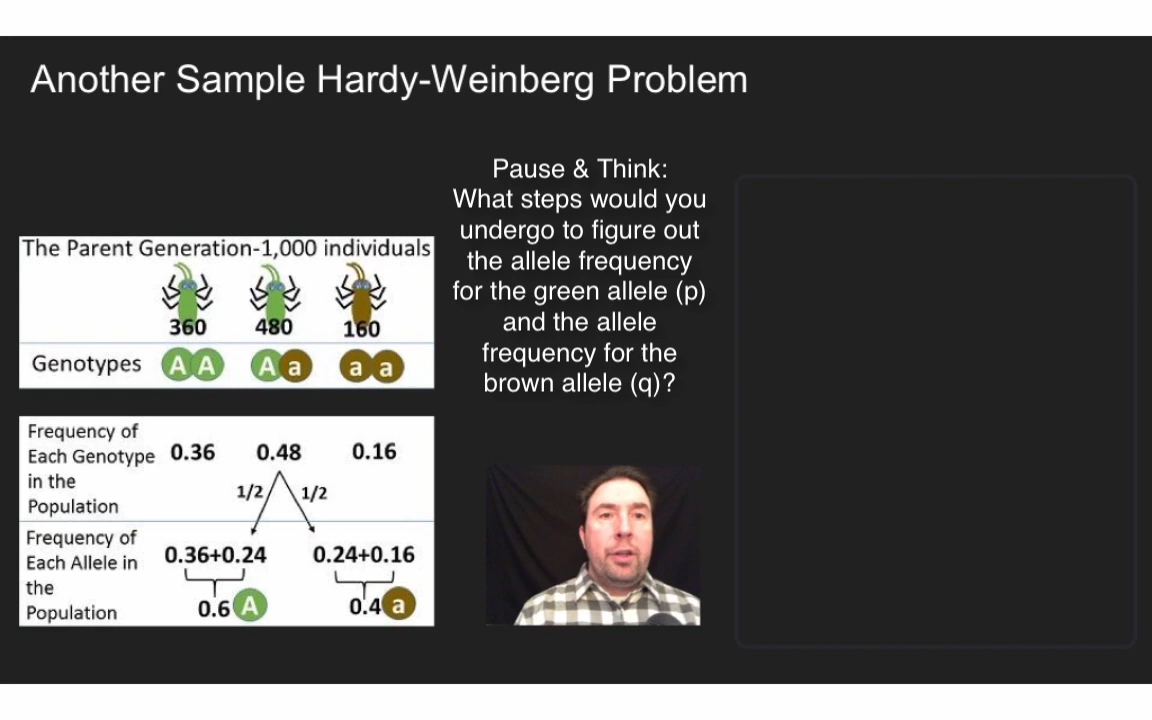 Another Sample Hardy-Weinberg Problem
Pause & Think:
What steps would you
undergo to figure out
the allele frequency
for the green allele (p)
and the allele
frequency for the
brown allele (q)?
The Parent Generation-1,000 individuals
360 480 160
Genotypes A A A a a a
Frequency of
Each Genotype 0.36 0.48 0.16
in the
Population
1/2 1/2
Frequency of
Each Allele in 0.36+0.24 0.24+0.16
the
Population 0.6 A 0.4 a